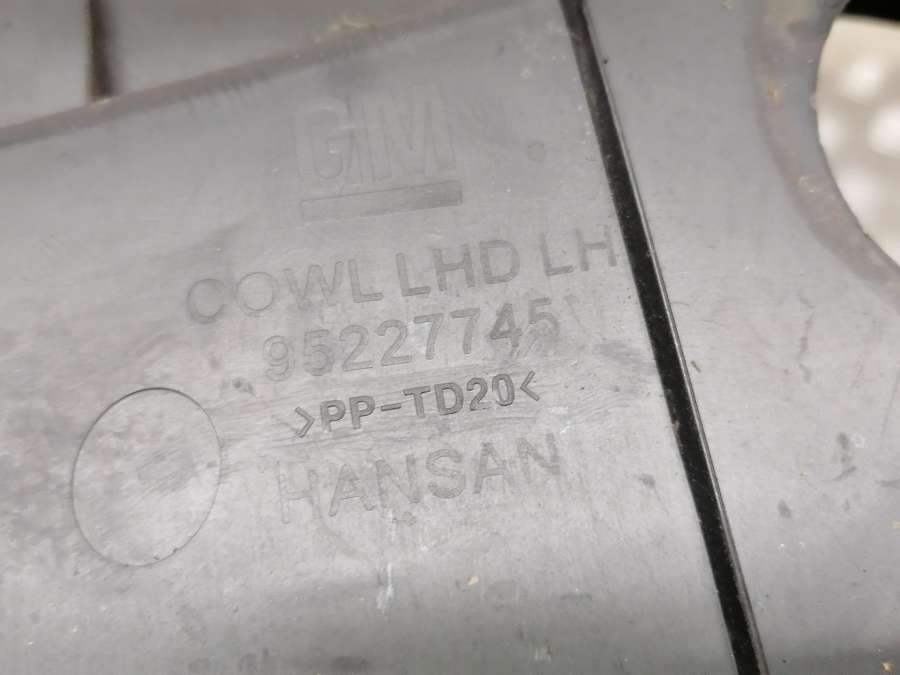 GM
COWL LHD LH
95227745
>PP-TD20<
HANSAN